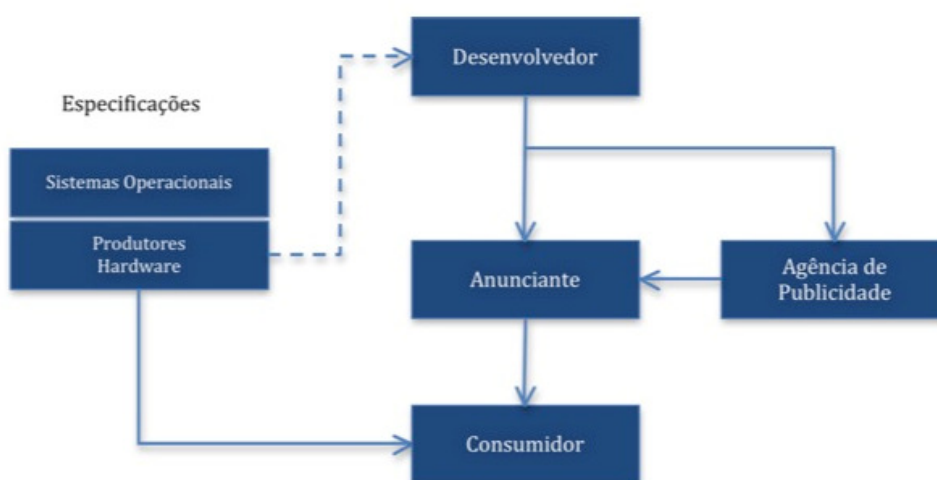 Desenvolvedor
Especificações
Sistemas Operacionais
Produtores
Hardware
Anunciante
Agência de
Publicidade
Consumidor